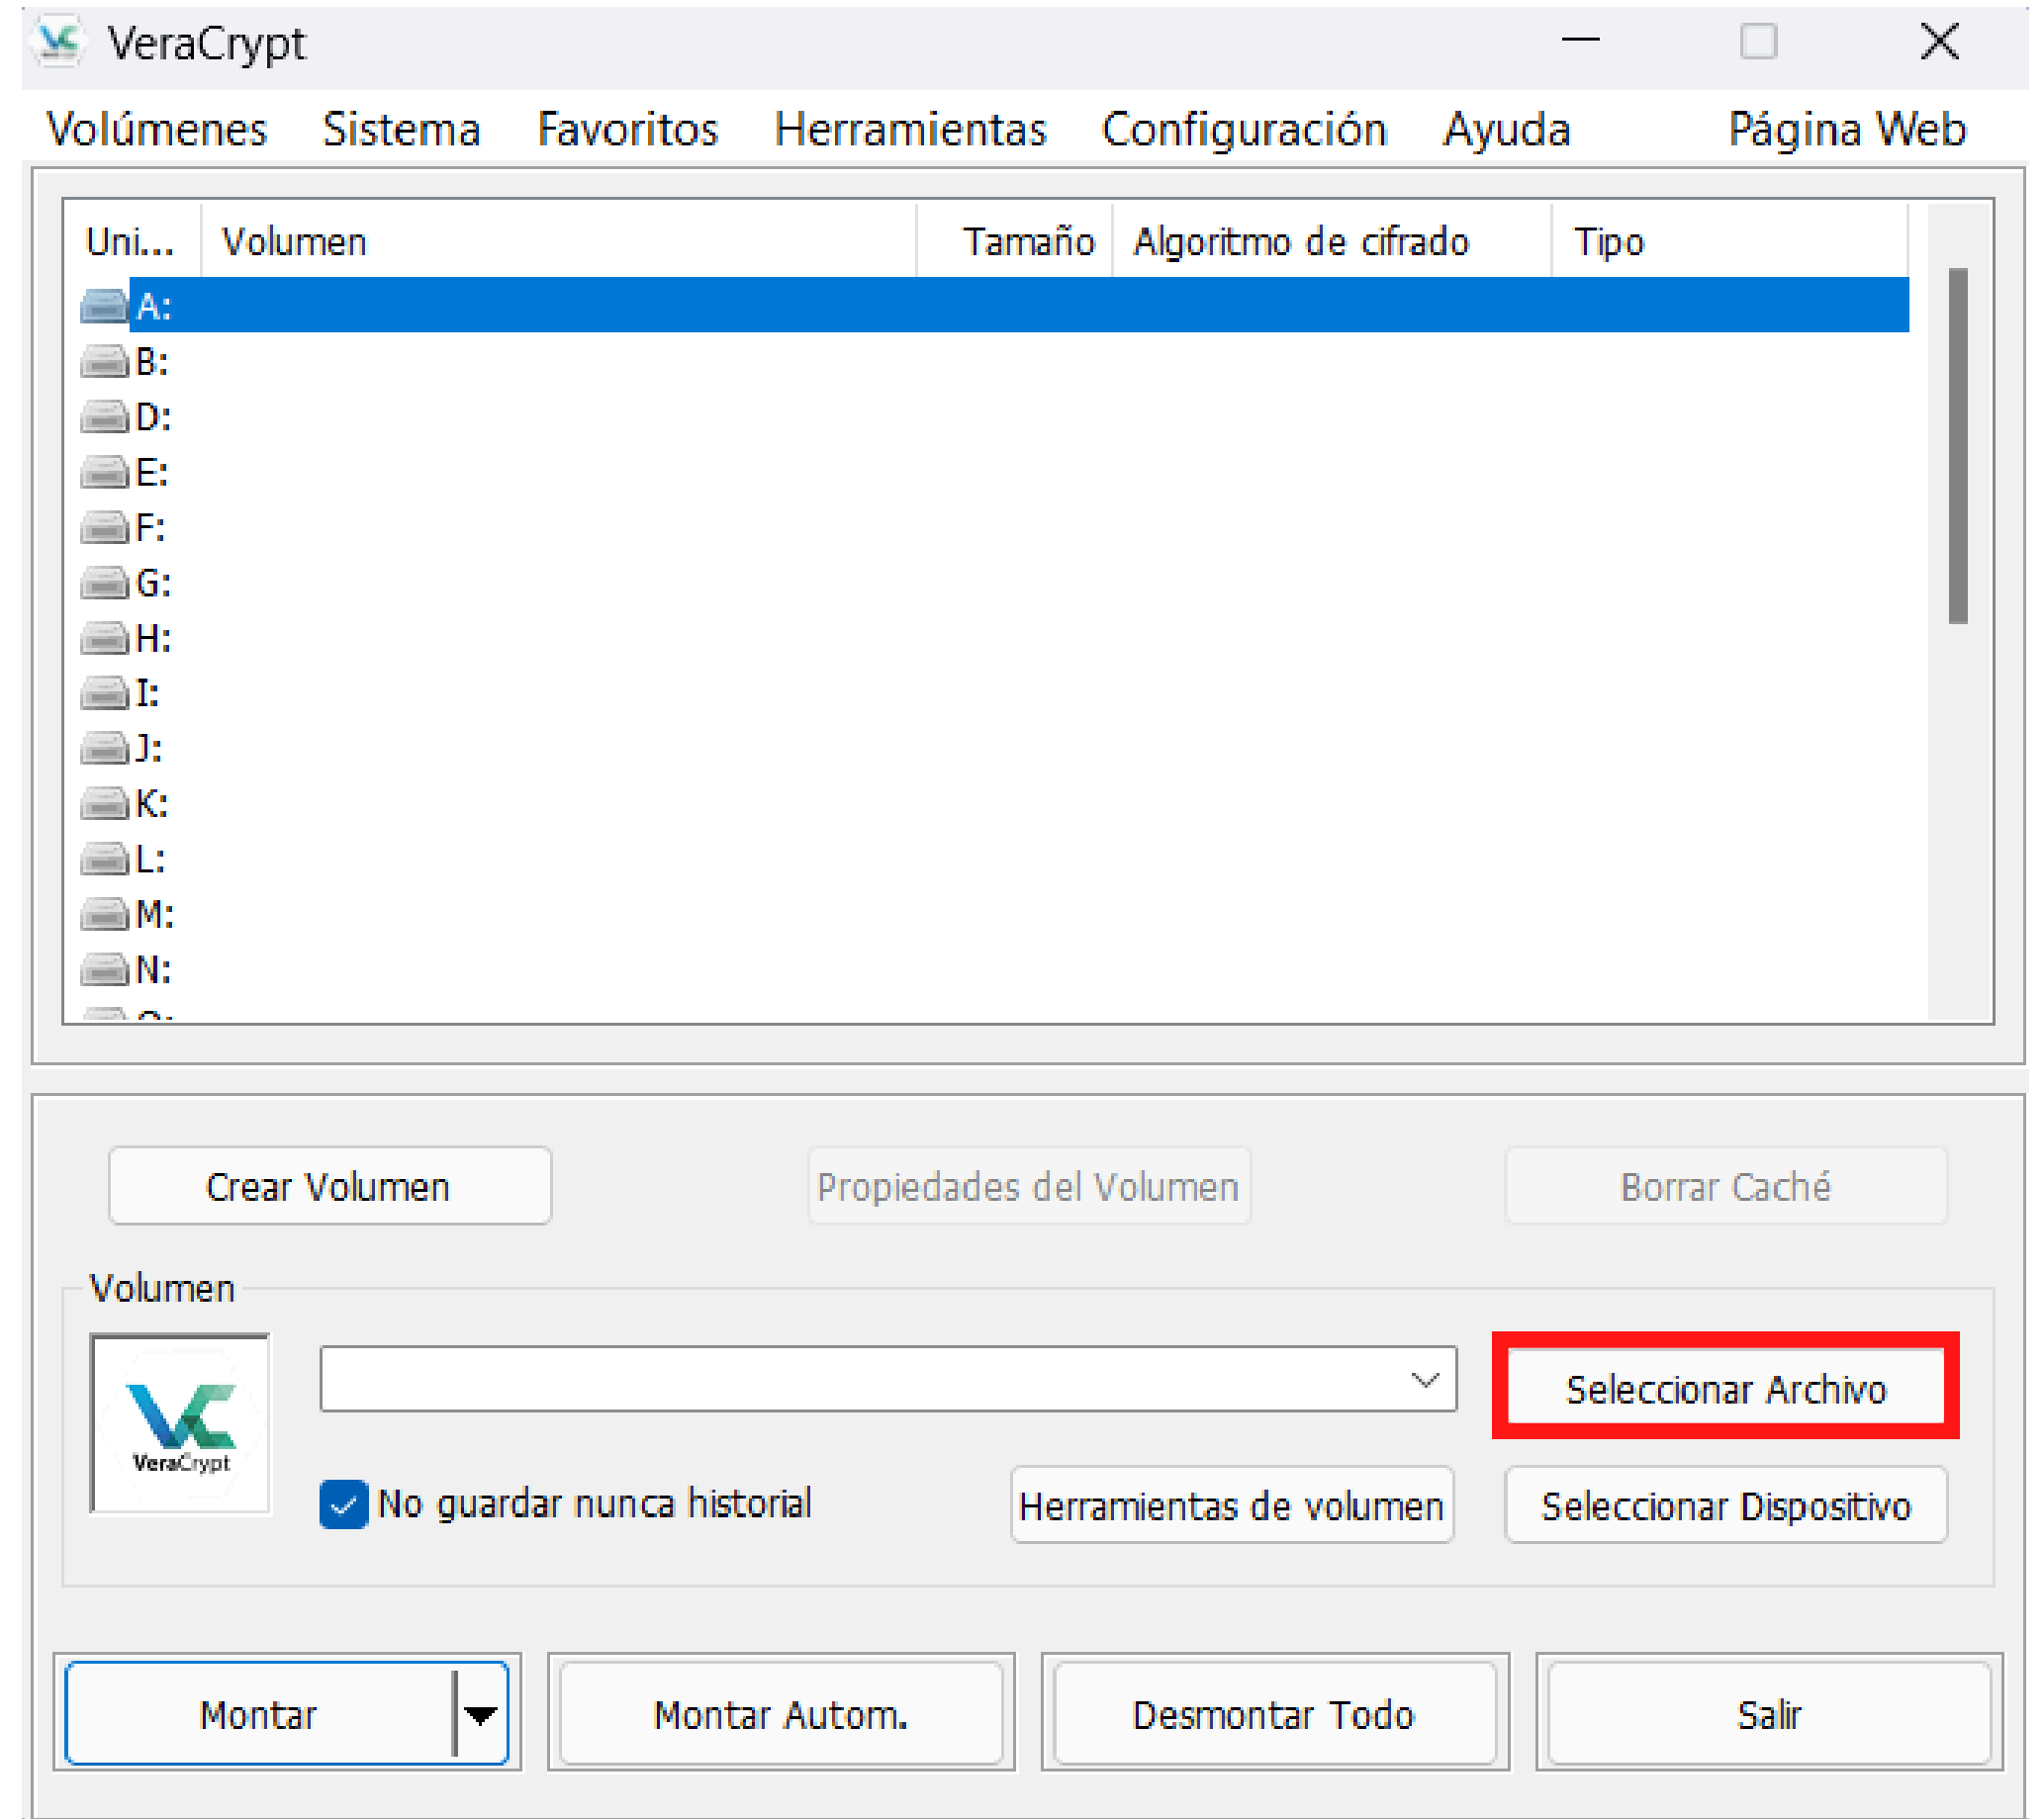 VeraCrypt
Volúmenes Sistema Favoritos Herramientas Configuración Ayuda Página Web
Uni... Volumen Tamaño Algoritmo de cifrado Tipo
A:
B:
D:
E:
F:
G:
H:
I:
J:
K:
L:
M:
N:
Crear Volumen Propiedades del Volumen Borrar Caché
Volumen
Seleccionar Archivo
VeraCrypt
No guardar nunca historial Herramientas de volumen Seleccionar Dispositivo
Montar Montar Autom. Desmontar Todo Salir